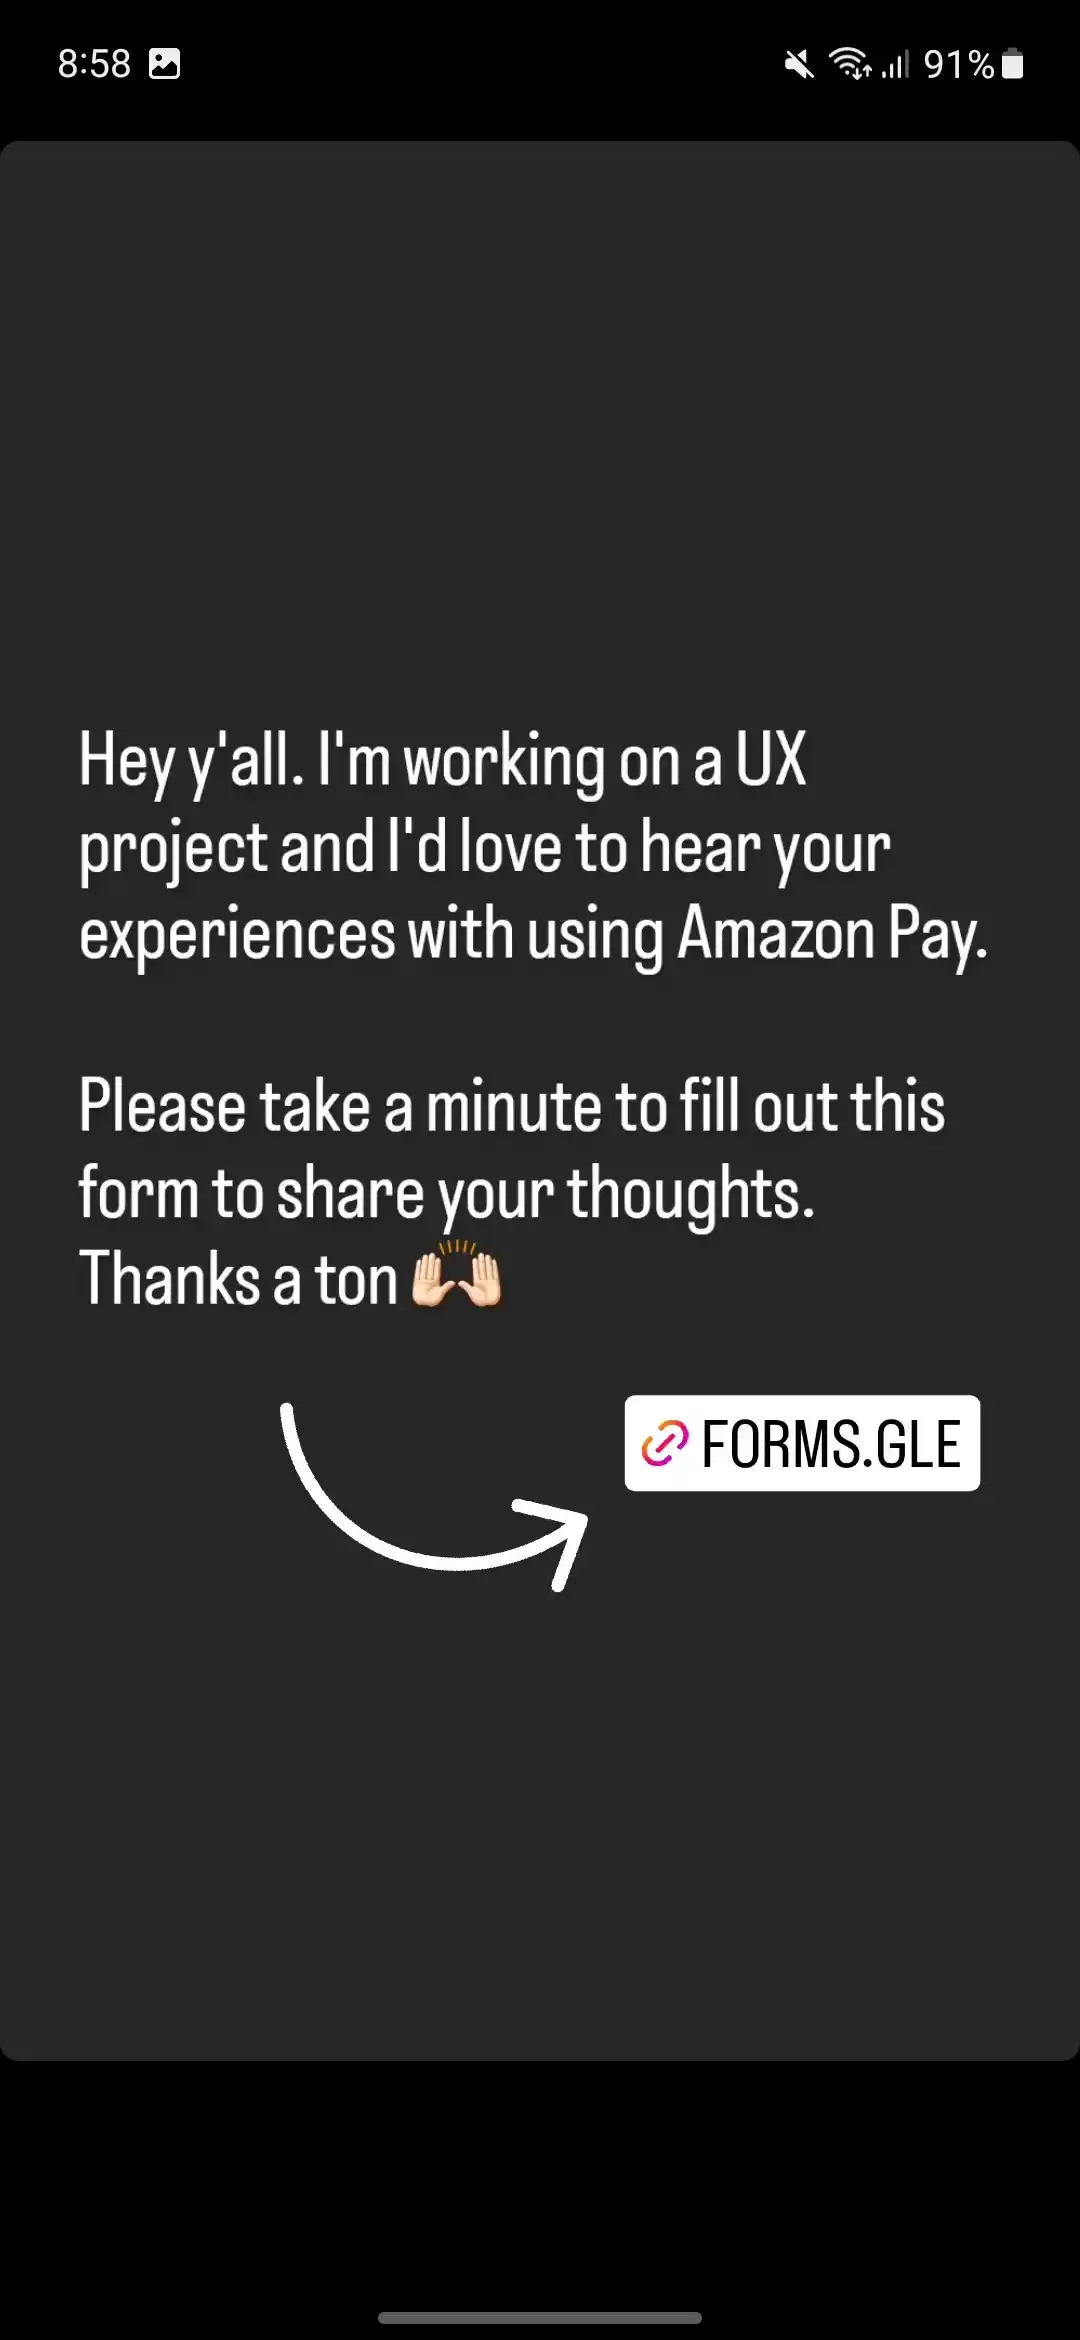 8:58 91%
Hey y'all. I'm working on a UX
project and I'd love to hear your
experiences with using Amazon Pay.
Please take a minute to fill out this
form to share your thoughts.
Thanks a ton 🙌🏻
FORMS.GLE